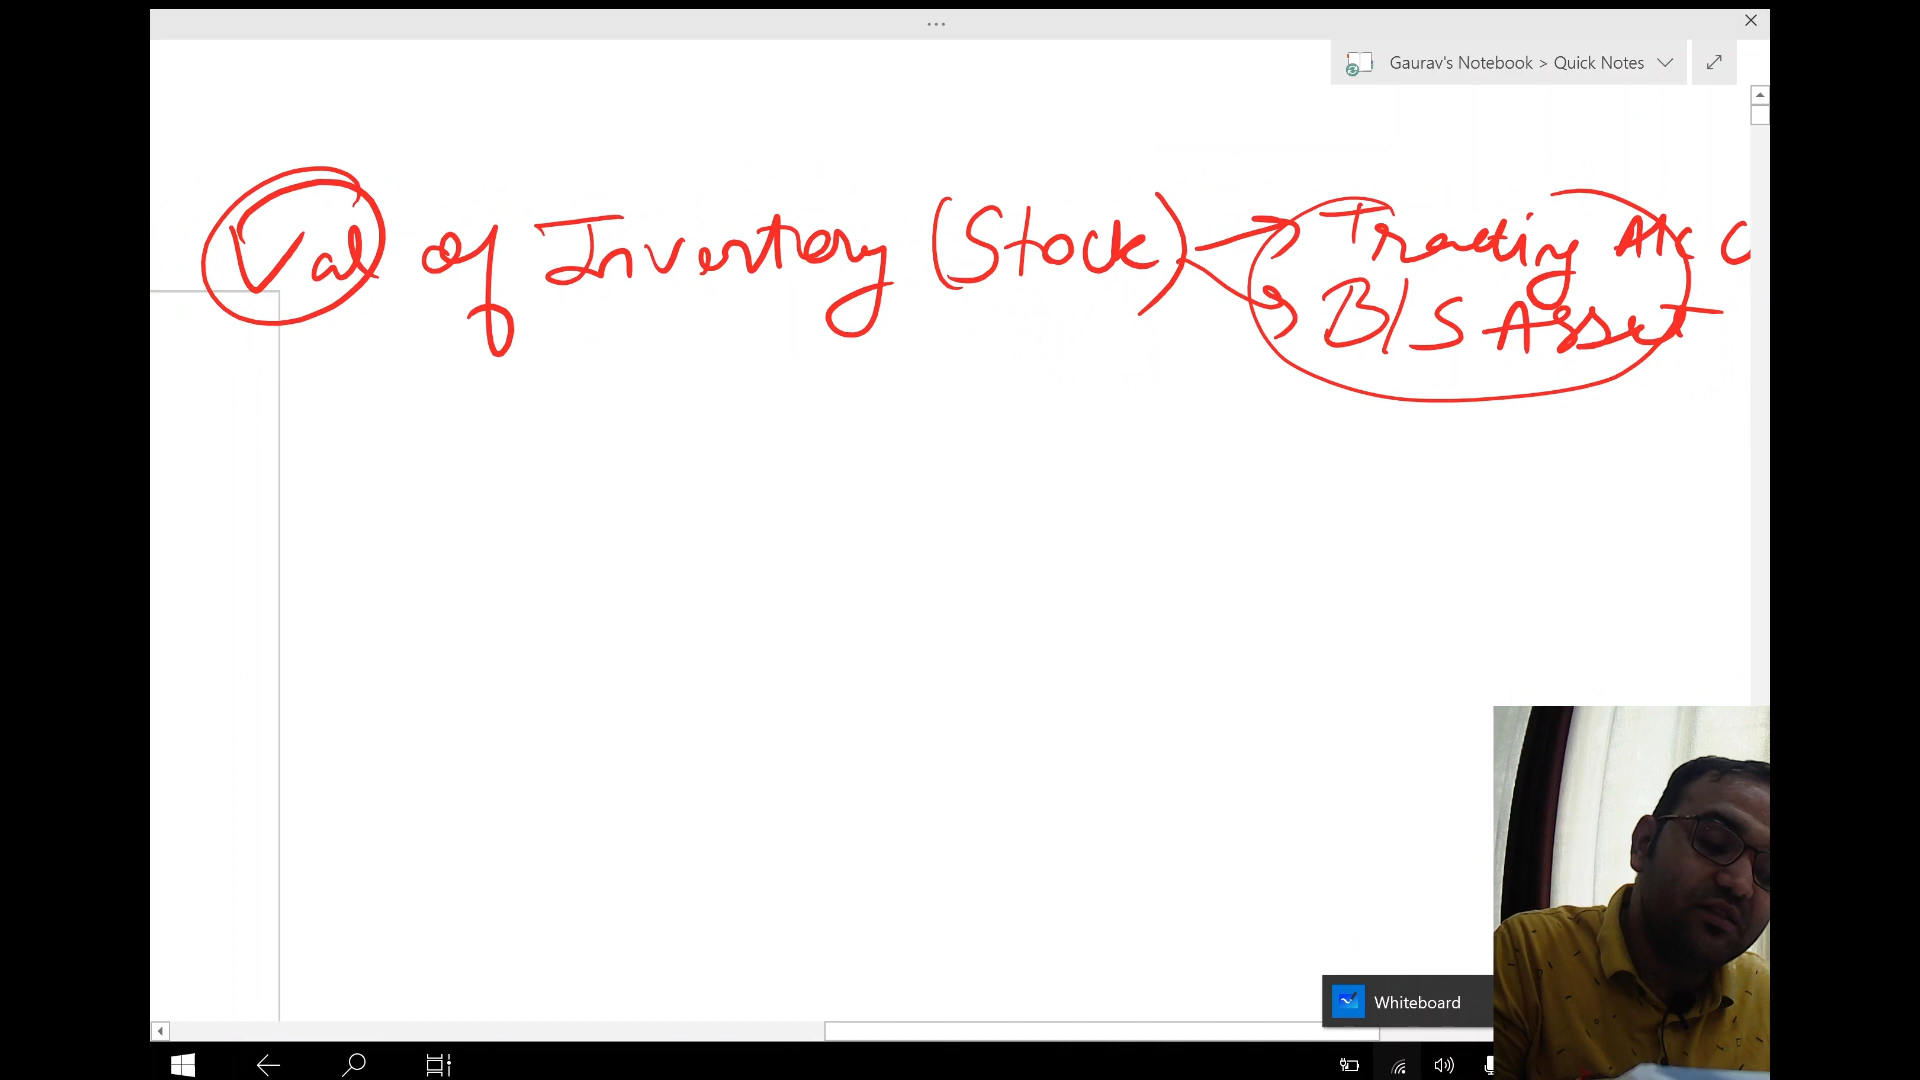 Gaurav's Notebook > Quick Notes
Val of Inventory (Stock) Trading A/c C
B/S Asset
Whiteboard